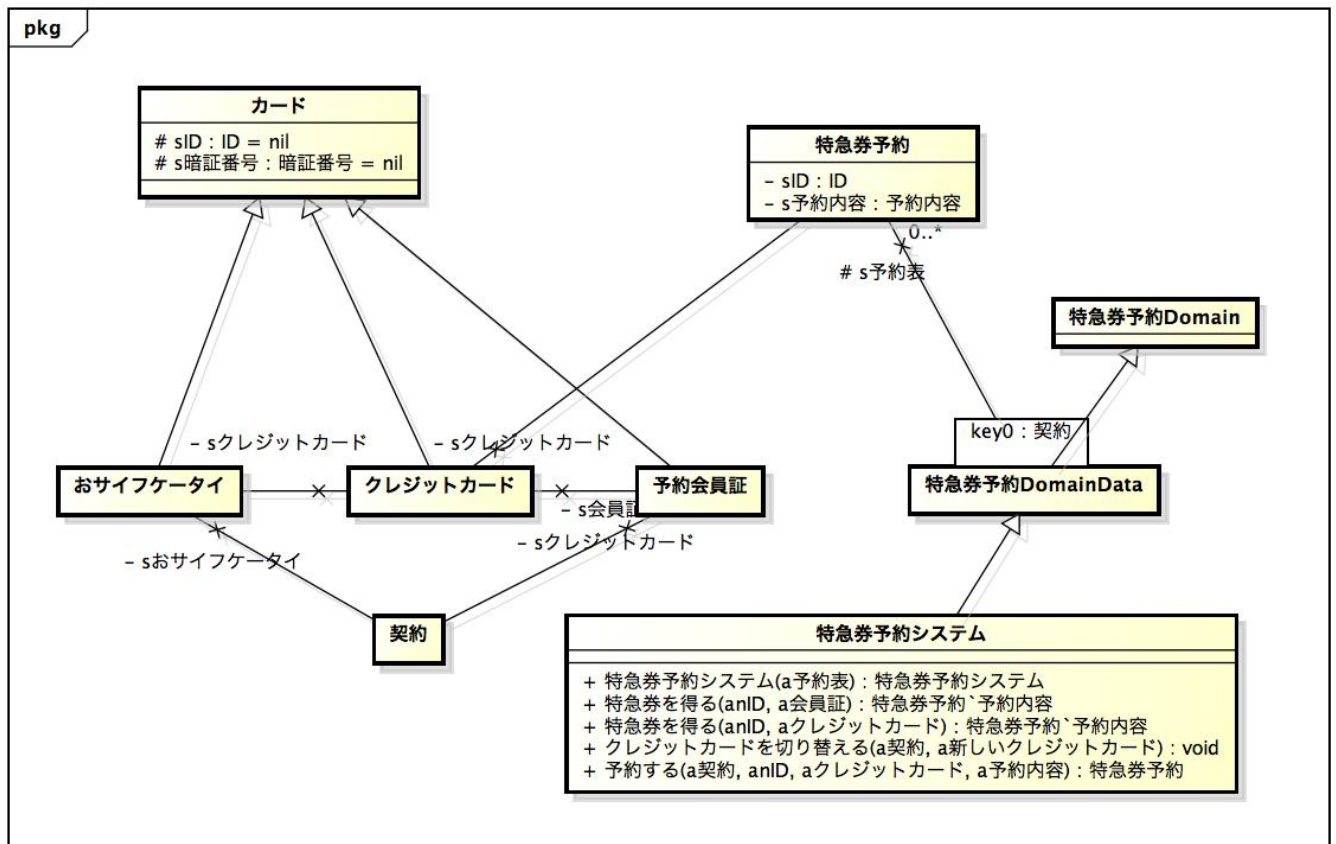 pkg
カード
# sID : ID = nil
# s暗証番号 : 暗証番号 = nil
特急券予約
- sID : ID
- s予約内容 : 予約内容
0..*
# s予約表
特急券予約Domain
key0 : 契約
- sクレジットカード
- sクレジットカード
おサイフケータイ
クレジットカード
予約会員証
特急券予約DomainData
- s会員証
- sクレジットカード
- sおサイフケータイ
契約
特急券予約システム
+ 特急券予約システム(a予約表) : 特急券予約システム
+ 特急券を得る(anID, a会員証) : 特急券予約`予約内容
+ 特急券を得る(anID, aクレジットカード) : 特急券予約`予約内容
+ クレジットカードを切り替える(a契約, a新しいクレジットカード) : void
+ 予約する(a契約, anID, aクレジットカード, a予約内容) : 特急券予約